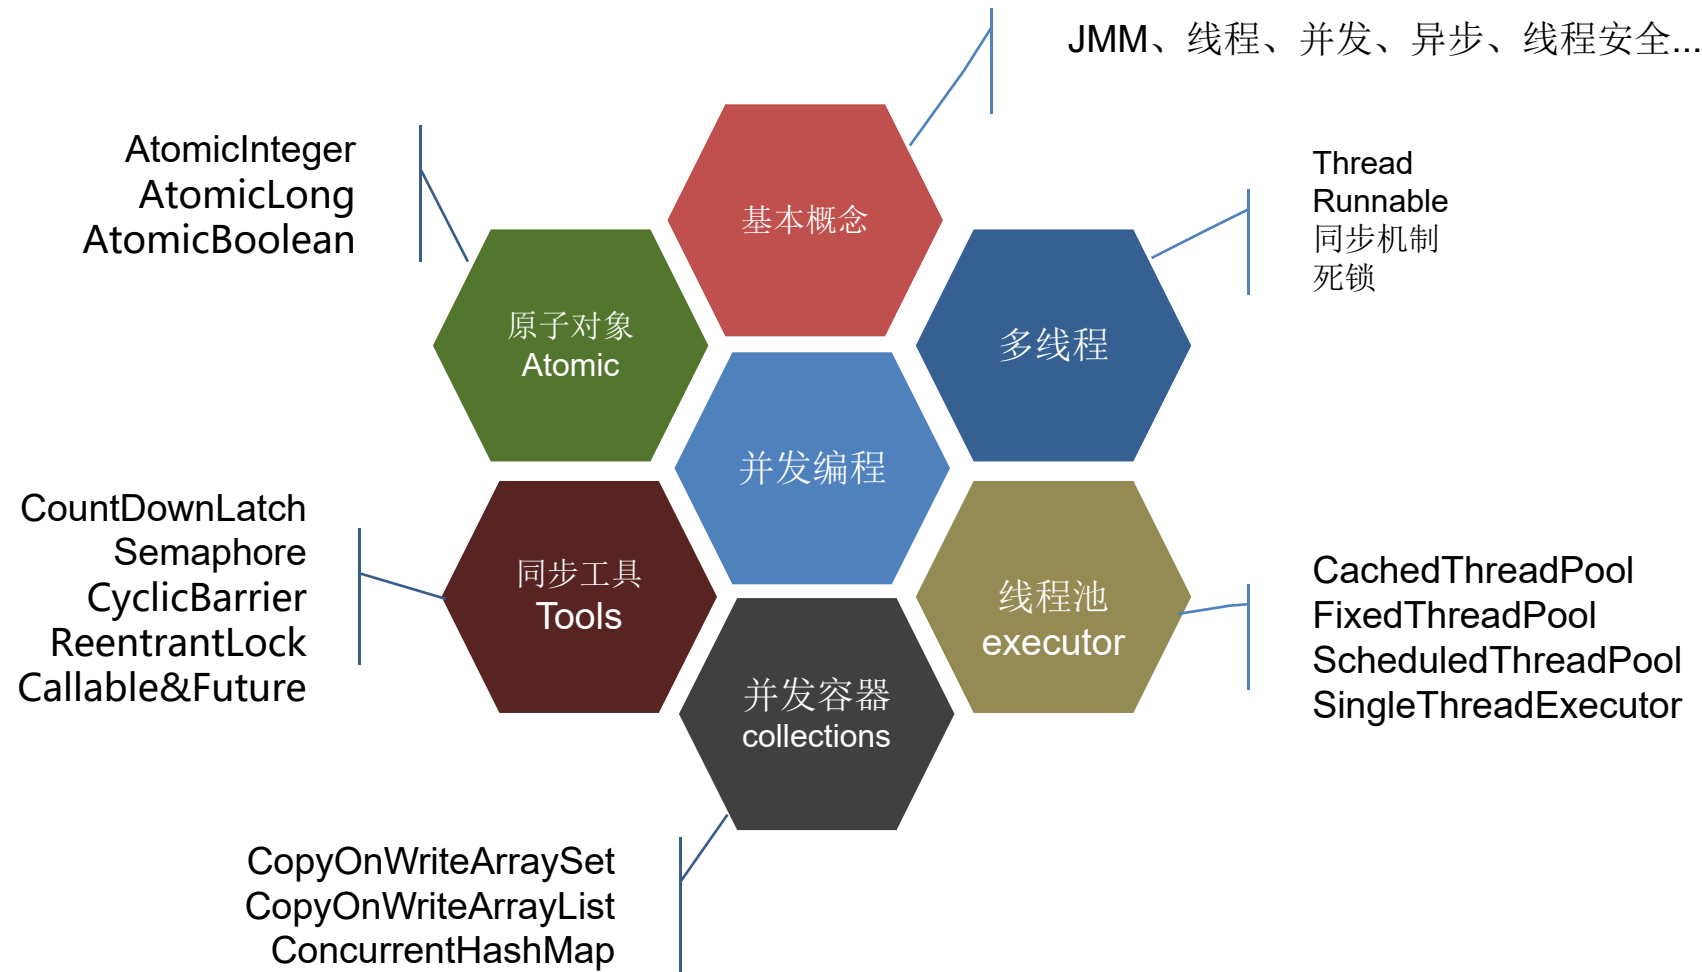 JMM、线程、并发、异步、线程安全...
AtomicInteger
AtomicLong
AtomicBoolean
基本概念
Thread
Runnable
同步机制
死锁
原子对象
Atomic
多线程
并发编程
CountDownLatch
Semaphore
CyclicBarrier
ReentrantLock
Callable&Future
同步工具
Tools
线程池
executor
CachedThreadPool
FixedThreadPool
ScheduledThreadPool
SingleThreadExecutor
并发容器
collections
CopyOnWriteArraySet
CopyOnWriteArrayList
ConcurrentHashMap